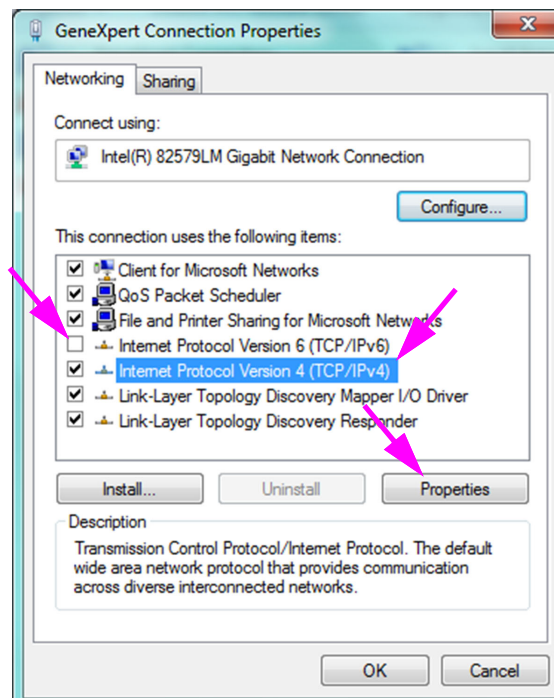 GeneXpert Connection Properties
Networking
Sharing
Connect using:
Intel(R) 82579LM Gigabit Network Connection
Configure...
This connection uses the following items:
Client for Microsoft Networks
QoS Packet Scheduler
File and Printer Sharing for Microsoft Networks
Internet Protocol Version 6 (TCP/IPv6)
Internet Protocol Version 4 (TCP/IPv4)
Link-Layer Topology Discovery Mapper I/O Driver
Link-Layer Topology Discovery Responder
Install...
Uninstall
Properties
Description
Transmission Control Protocol/Internet Protocol. The default
wide area network protocol that provides communication
across diverse interconnected networks.
OK
Cancel